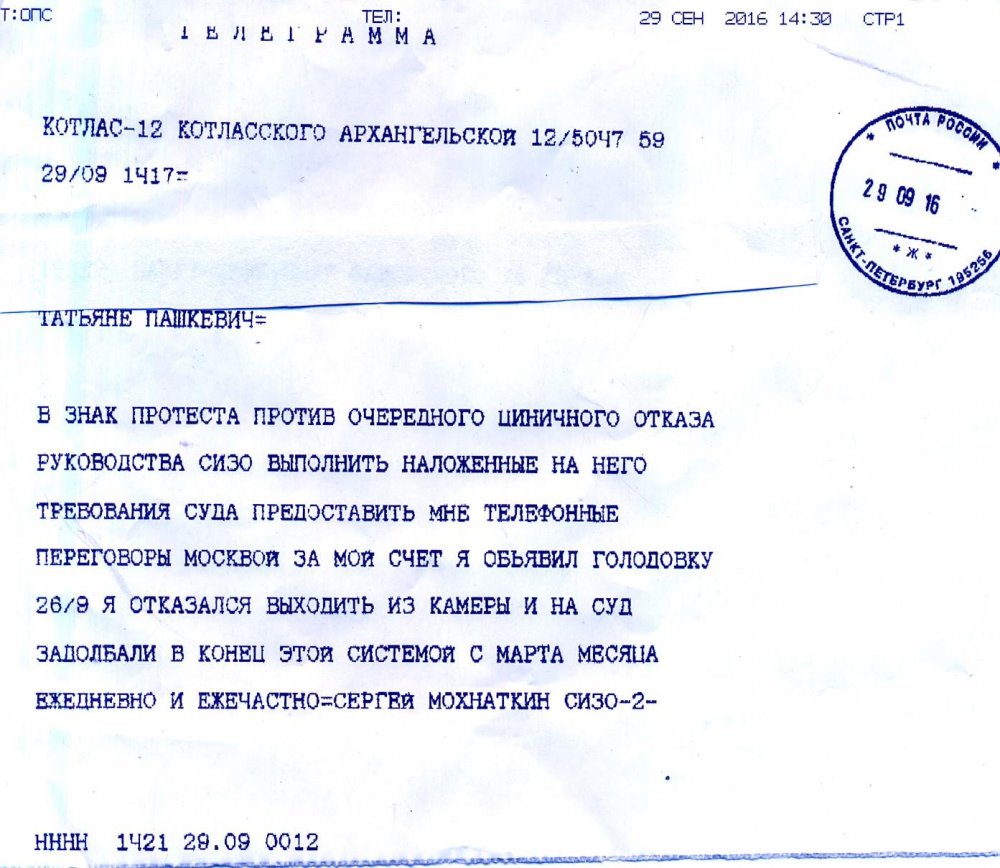 Т:ОПС ТЕЛ: 29 СЕН 2016 14:30 СТР1
ТЕЛЕГРАММА
КОТЛАС-12 КОТЛАССКОГО АРХАНГЕЛЬСКОЙ 12/50Ч7 59
29/09 1Ч17=
* ПОЧТА РОССИИ *
29 09 16
* Ж *
САНКТ-ПЕТЕРБУРГ 195256
ТАТЬЯНЕ ПАШКЕВИЧ=
В ЗНАК ПРОТЕСТА ПРОТИВ ОЧЕРЕДНОГО ЦИНИЧНОГО ОТКАЗА
РУКОВОДСТВА СИЗО ВЫПОЛНИТЬ НАЛОЖЕННЫЕ НА НЕГО
ТРЕБОВАНИЯ СУДА ПРЕДОСТАВИТЬ МНЕ ТЕЛЕФОННЫЕ
ПЕРЕГОВОРЫ МОСКВОЙ ЗА МОЙ СЧЕТ Я ОБЬЯВИЛ ГОЛОДОВКУ
26/9 Я ОТКАЗАЛСЯ ВЫХОДИТЬ ИЗ КАМЕРЫ И НА СУД
ЗАДОЛБАЛИ В КОНЕЦ ЭТОЙ СИСТЕМОЙ С МАРТА МЕСЯЦА
ЕЖЕДНЕВНО И ЕЖЕЧАСТНО=СЕРГЕЙ МОХНАТКИН СИЗО-2-
НННН 1Ч21 29.09 0012